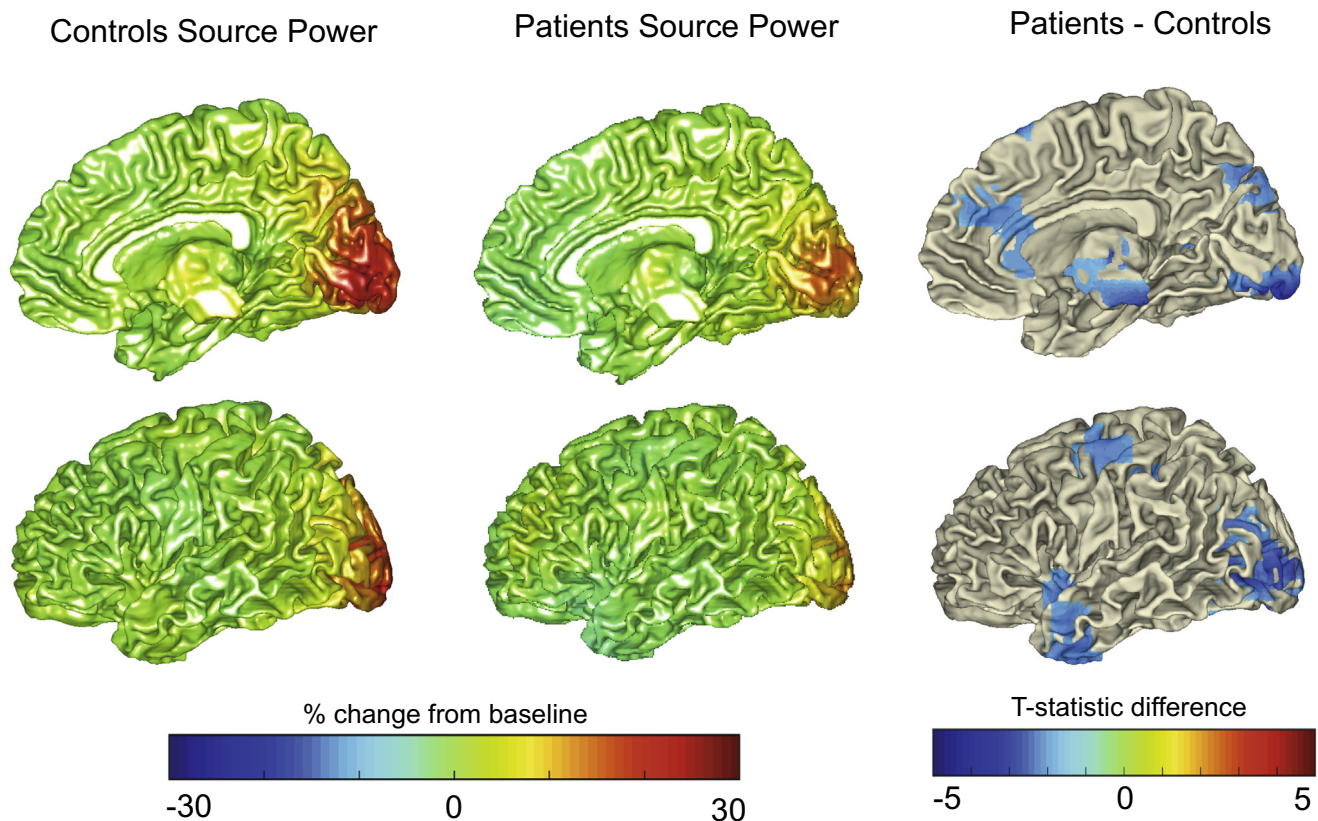 Controls Source Power
Patients Source Power
Patients - Controls
% change from baseline
-30
0
30
T-statistic difference
-5
0
5